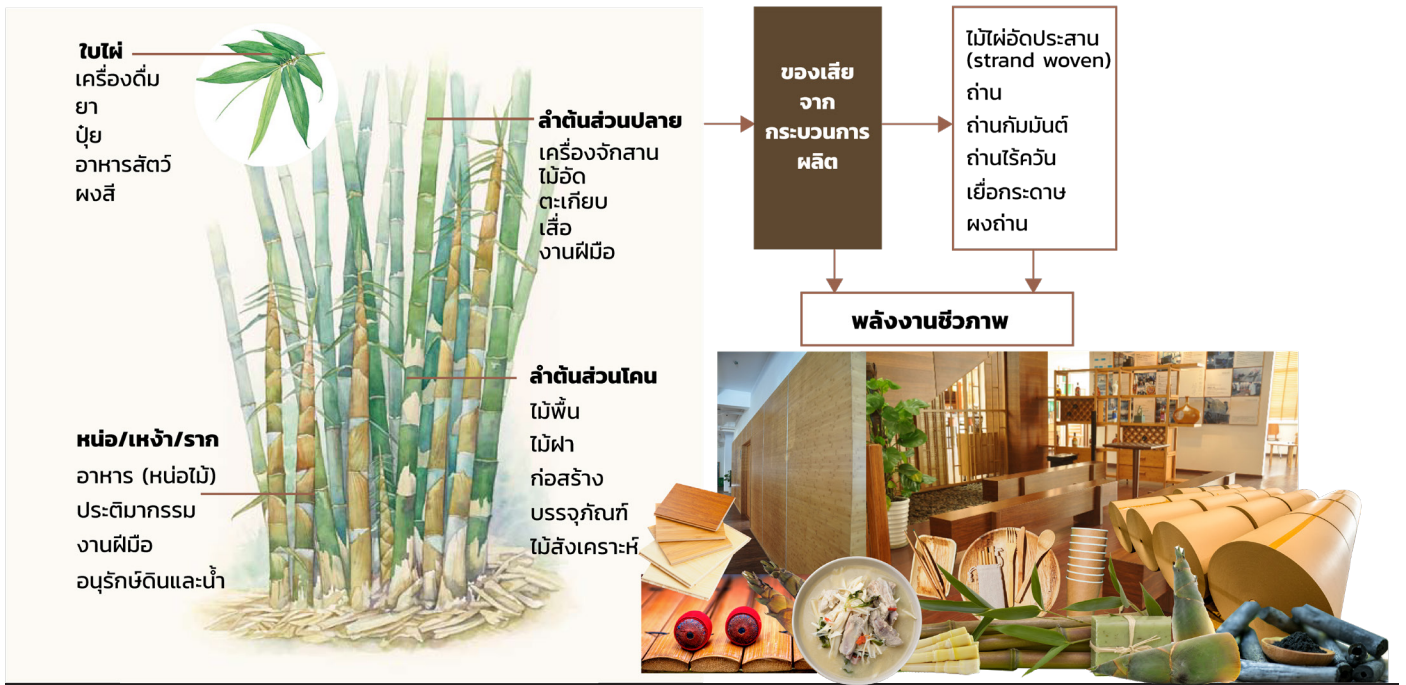 ใบไผ่
เครื่องดื่ม
ยา
ปุ๋ย
อาหารสัตว์
ผงสี
ลำต้นส่วนปลาย
เครื่องจักสาน
ไม้อัด
ตะเกียบ
เสื่อ
งานฝีมือ
ลำต้นส่วนโคน
ไม้พื้น
ไม้ฝา
ก่อสร้าง
บรรจุภัณฑ์
ไม้สังเคราะห์
หน่อ/เหง้า/ราก
อาหาร (หน่อไม้)
ประติมากรรม
งานฝีมือ
อนุรักษ์ดินและน้ำ
ของเสีย
จาก
กระบวนการ
ผลิต
ไม้ไผ่อัดประสาน
(strand woven)
ถ่าน
ถ่านกัมมันต์
ถ่านไร้ควัน
เยื่อกระดาษ
ผงถ่าน
พลังงานชีวภาพ